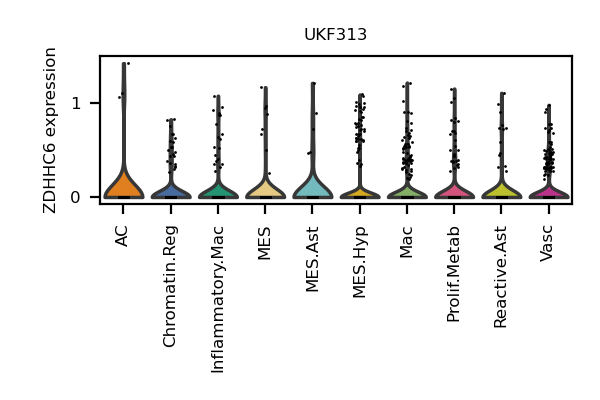 UKF313
ZDHHC6 expression
1
0
AC
Chromatin.Reg
Inflammatory.Mac
MES
MES.Ast
MES.Hyp
Mac
Prolif.Metab
Reactive.Ast
Vasc